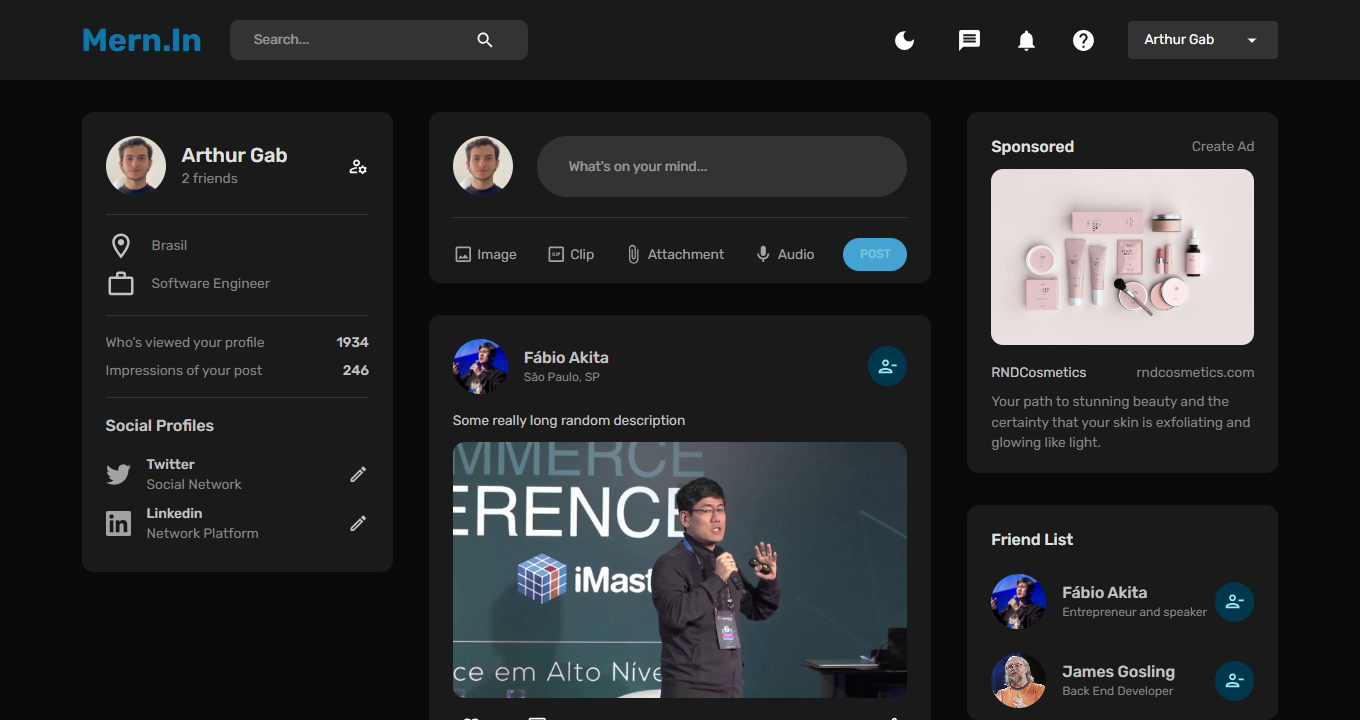 Mern.In
Search...
Arthur Gab
Arthur Gab
2 friends
Brasil
Software Engineer
Who's viewed your profile 1934
Impressions of your post 246
Social Profiles
Twitter
Social Network
Linkedin
Network Platform
What's on your mind...
Image
GIF
Clip
Attachment
Audio
POST
Fábio Akita
São Paulo, SP
Some really long random description
MMERCE
ERENCE
iMast
ce em Alto Níve
Sponsored
Create Ad
RNDCosmetics
rndcosmetics.com
Your path to stunning beauty and the
certainty that your skin is exfoliating and
glowing like light.
Friend List
Fábio Akita
Entrepreneur and speaker
James Gosling
Back End Developer